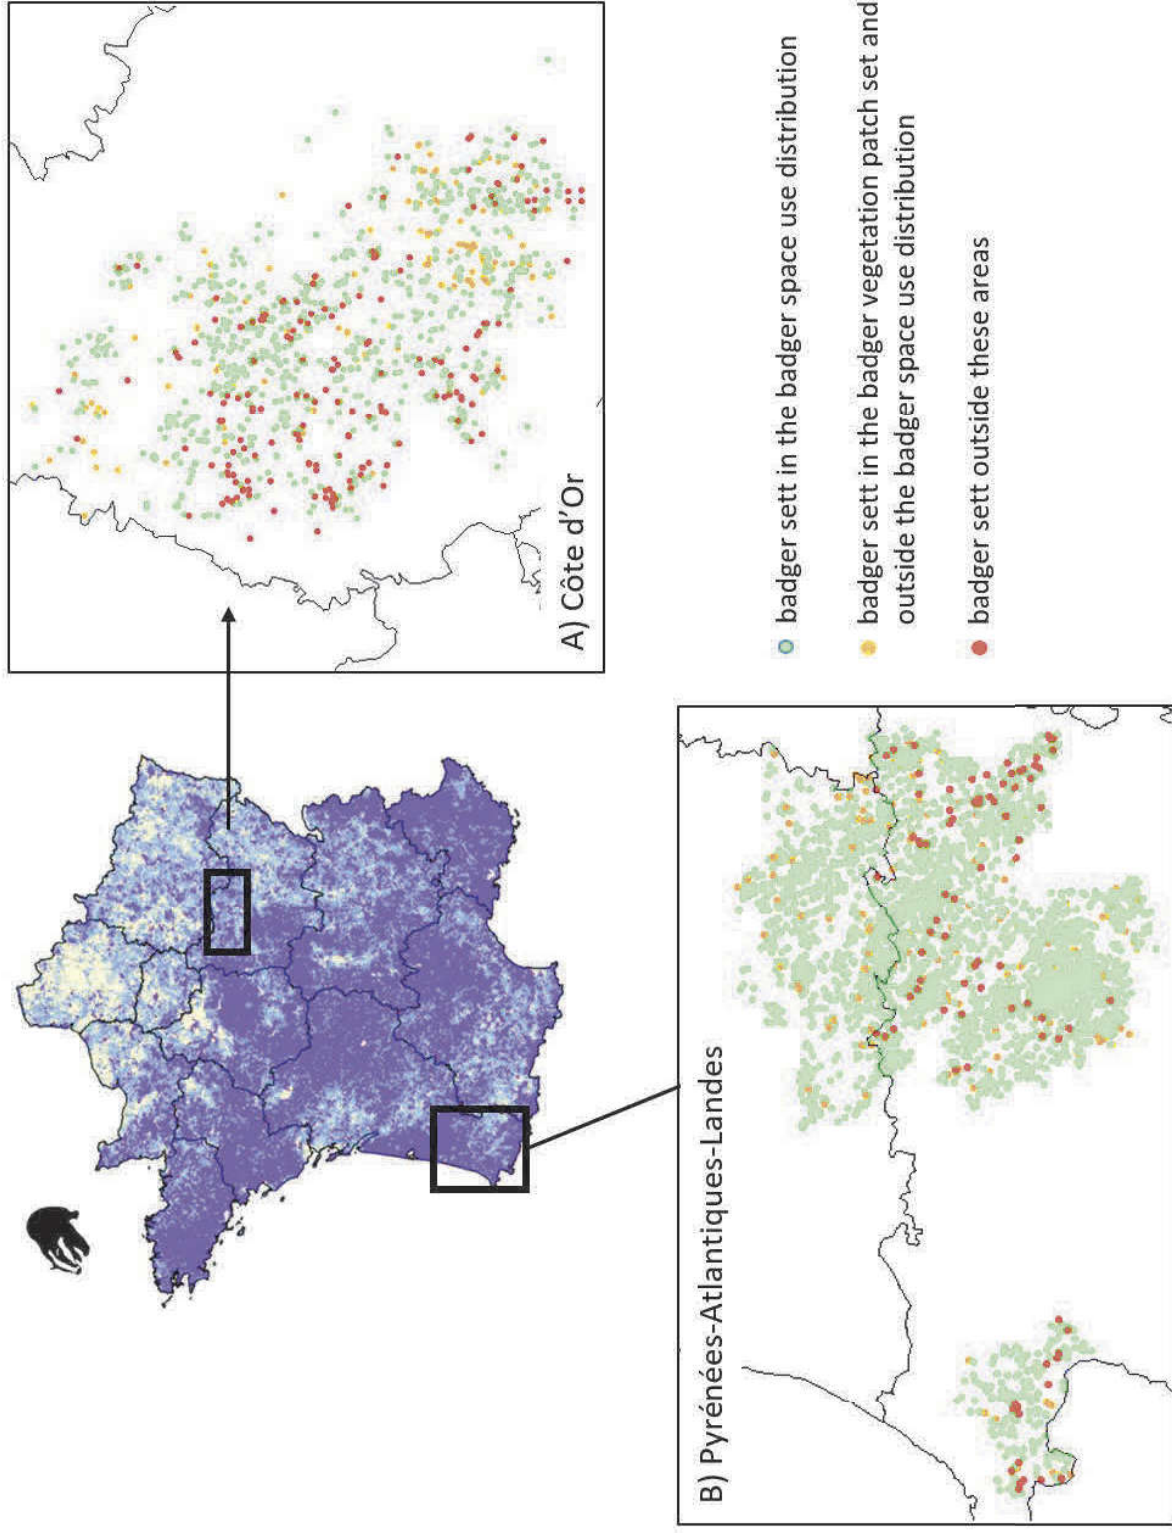 A) Côte d'Or
B) Pyrénées-Atlantiques-Landes
badger sett in the badger space use distribution
badger sett in the badger vegetation patch set and
outside the badger space use distribution
badger sett outside these areas